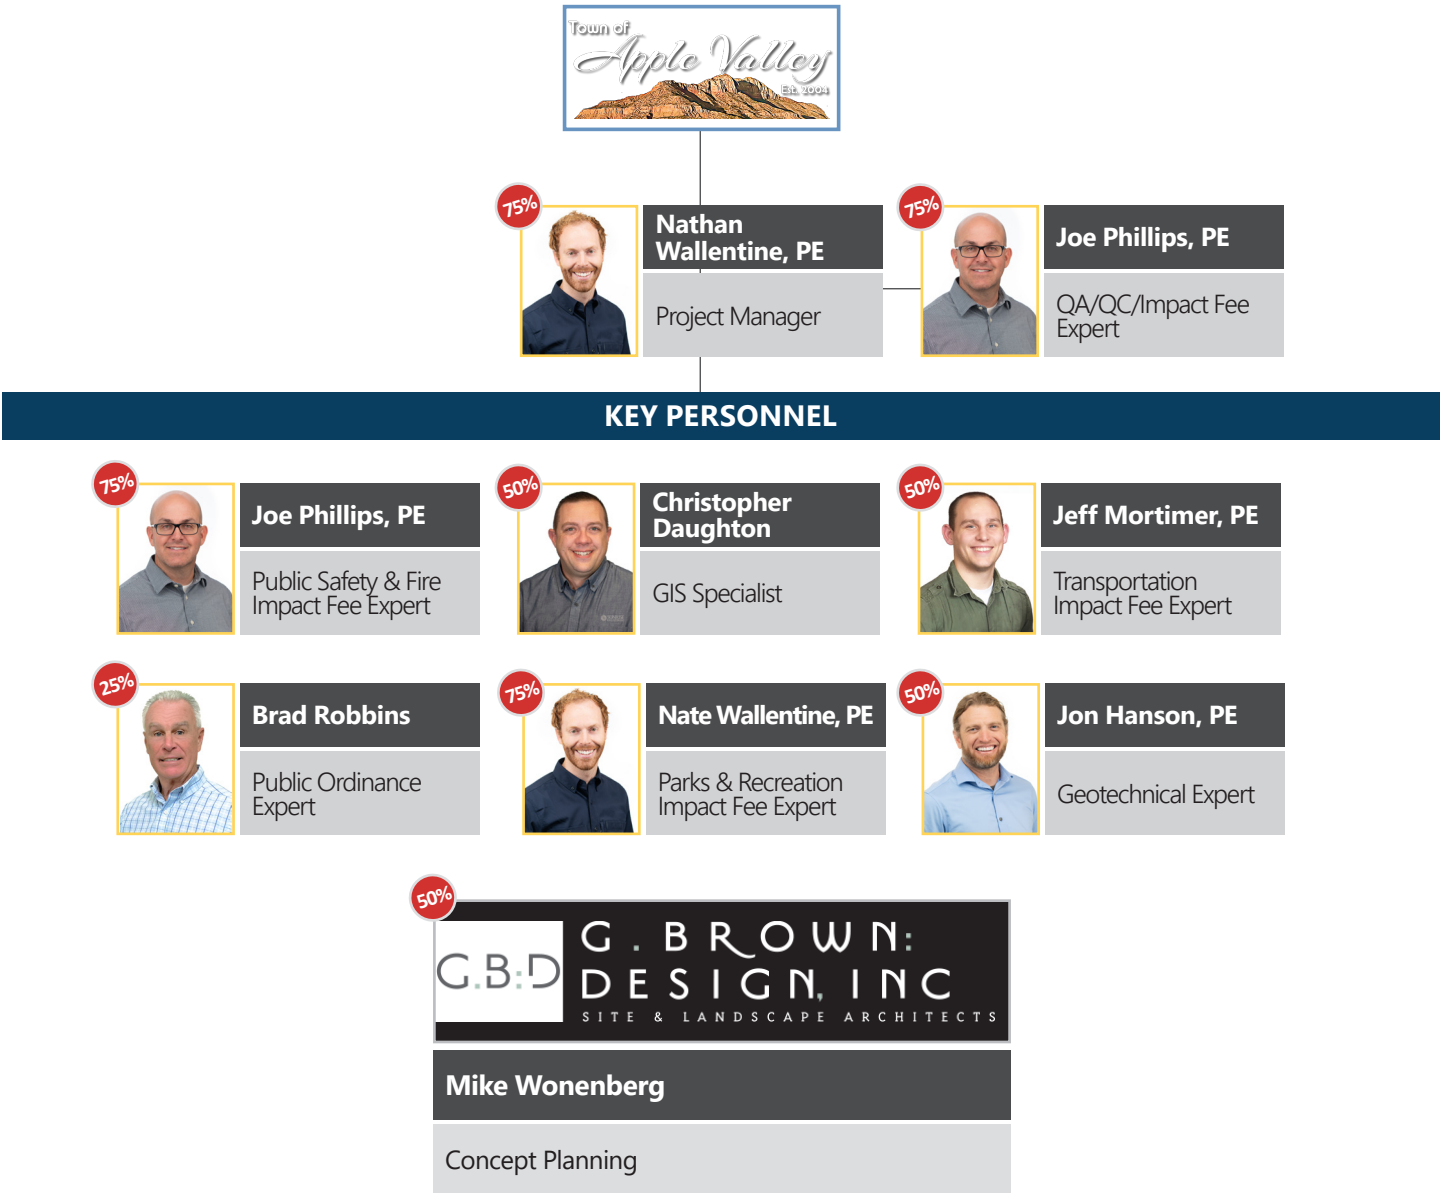 Town of
Apple Valley
Est. 2004
75%
Nathan
Wallentine, PE
Project Manager
75%
Joe Phillips, PE
QA/QC/Impact Fee
Expert
KEY PERSONNEL
75%
Joe Phillips, PE
Public Safety & Fire
Impact Fee Expert
50%
Christopher
Daughton
GIS Specialist
50%
Jeff Mortimer, PE
Transportation
Impact Fee Expert
25%
Brad Robbins
Public Ordinance
Expert
75%
Nate Wallentine, PE
Parks & Recreation
Impact Fee Expert
50%
Jon Hanson, PE
Geotechnical Expert
50%
G.B:D
G. BROWN:
DESIGN, INC
SITE & LANDSCAPE ARCHITECTS
Mike Wonenberg
Concept Planning